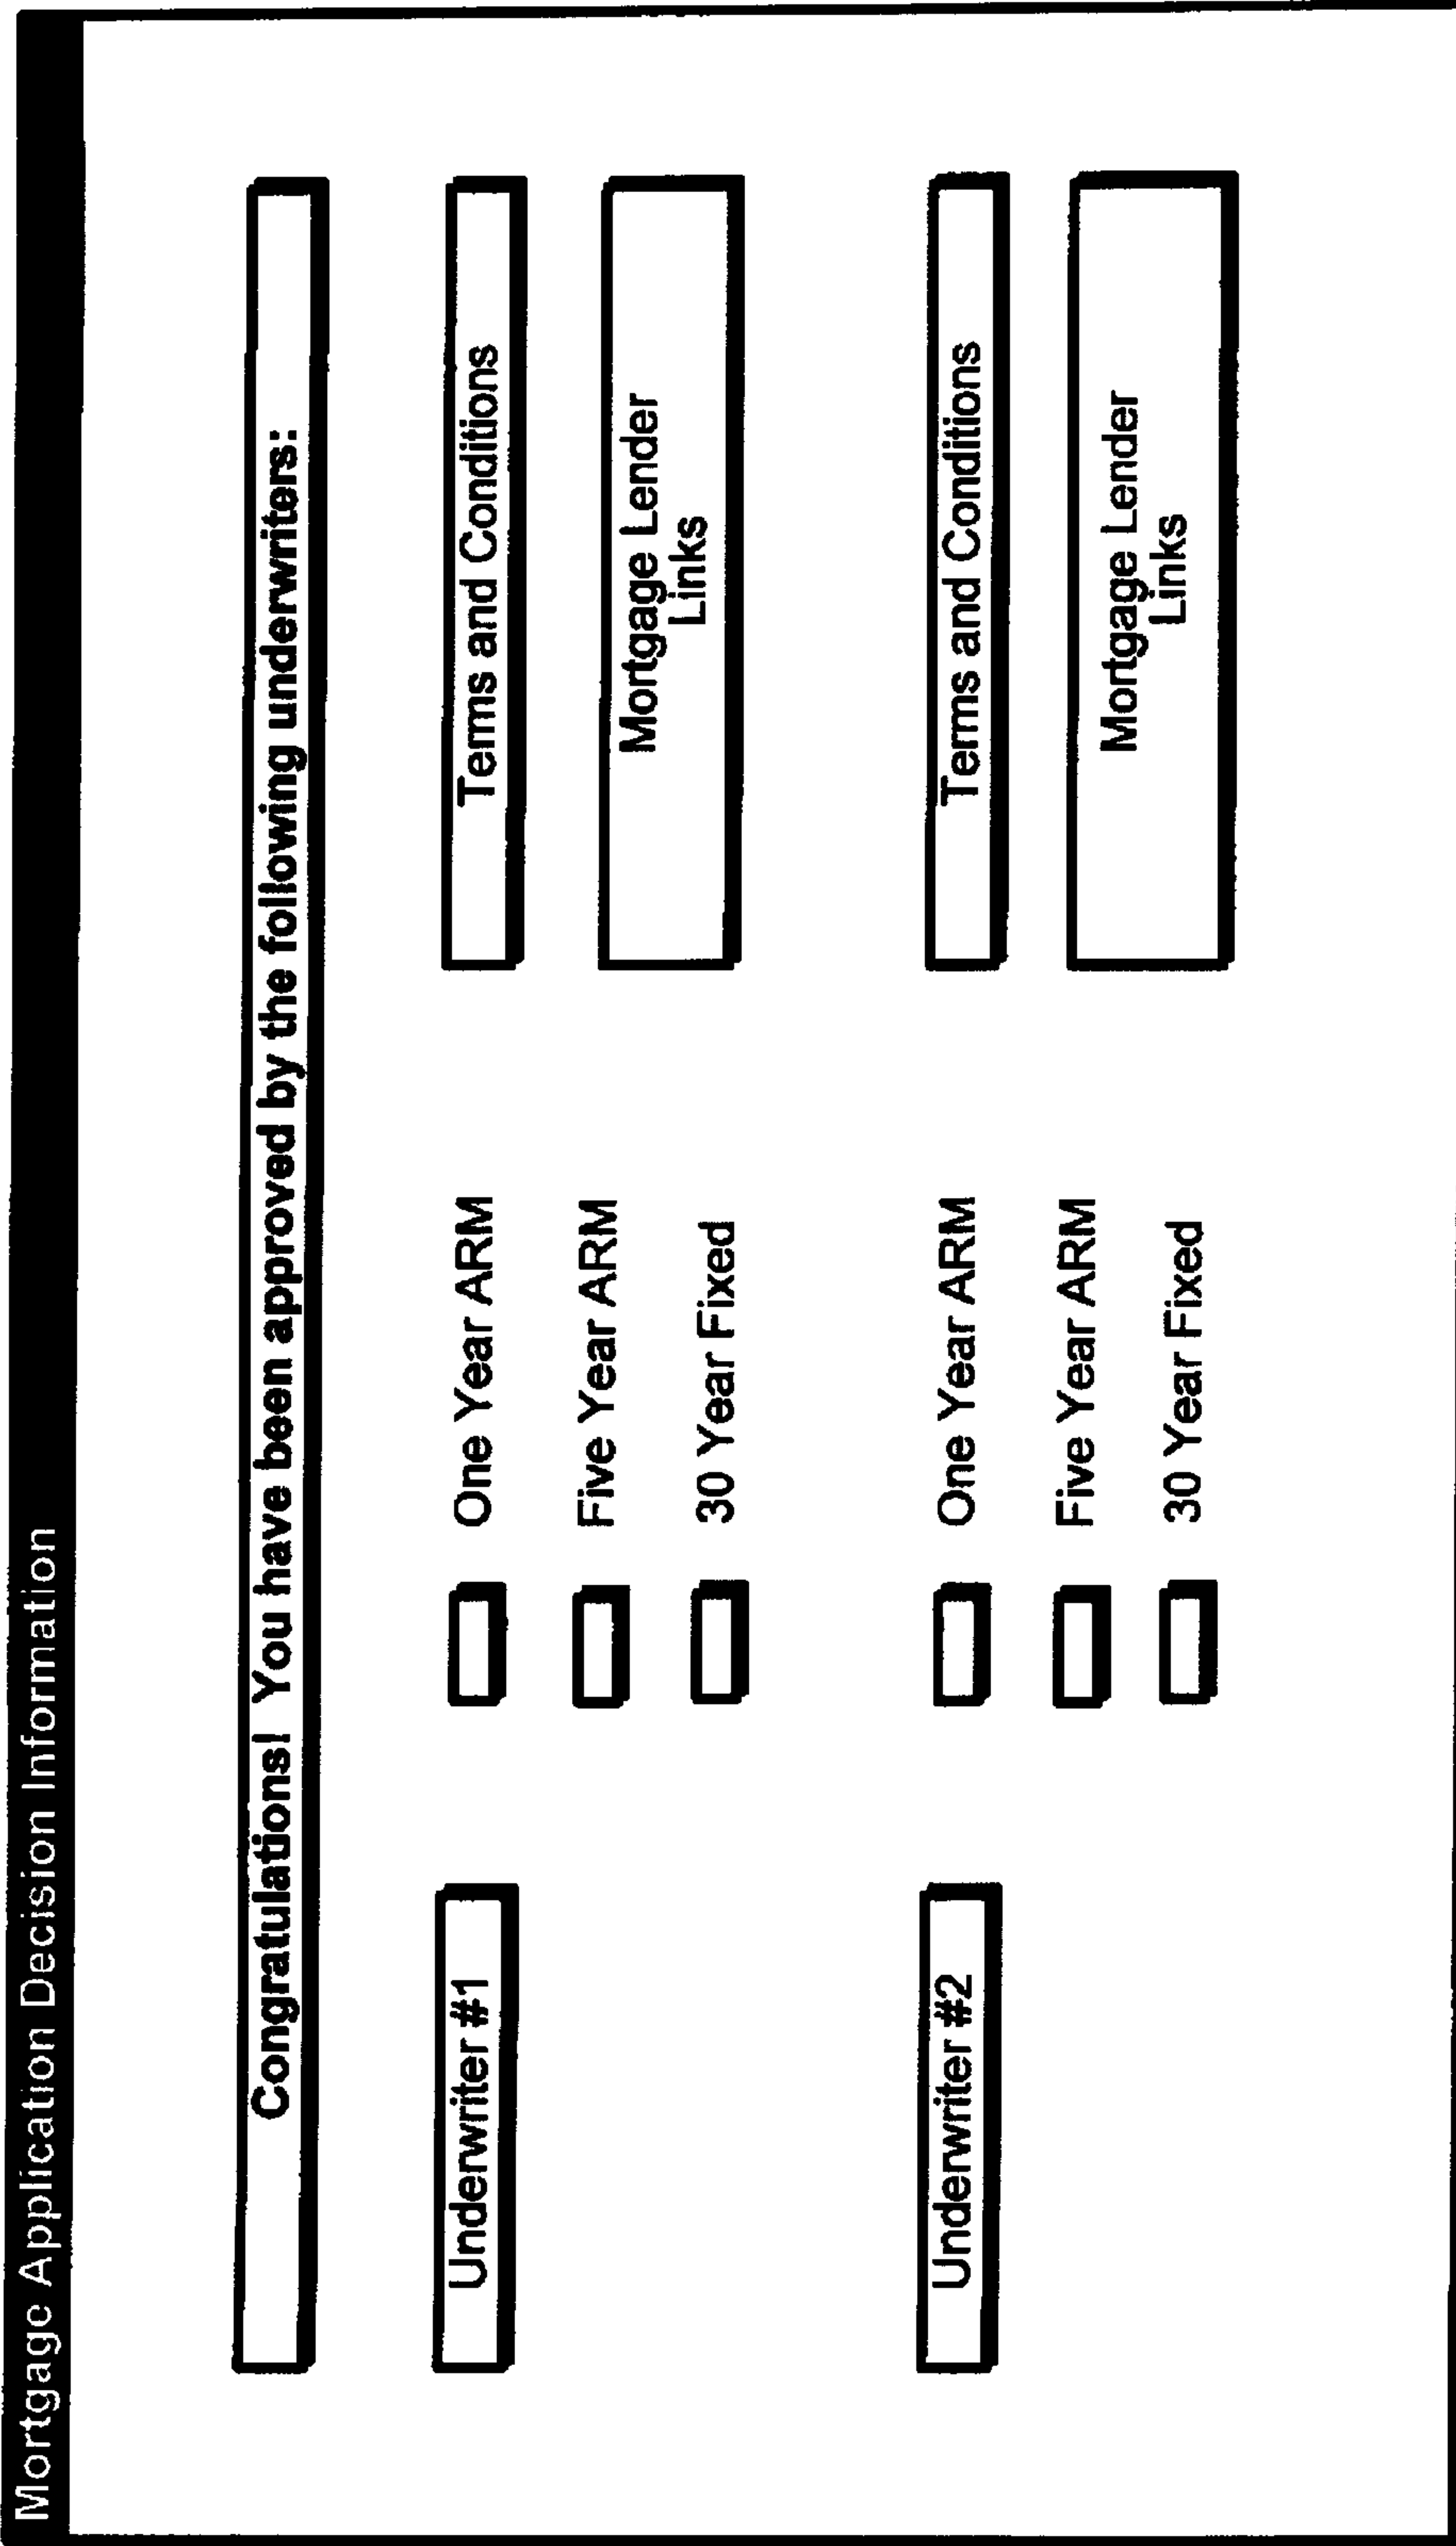 Mortgage Application Decision Information
Congratulations! You have been approved by the following underwriters:
Underwriter #1
One Year ARM
Five Year ARM
30 Year Fixed
Terms and Conditions
Mortgage Lender
Links
Underwriter #2
One Year ARM
Five Year ARM
30 Year Fixed
Terms and Conditions
Mortgage Lender
Links